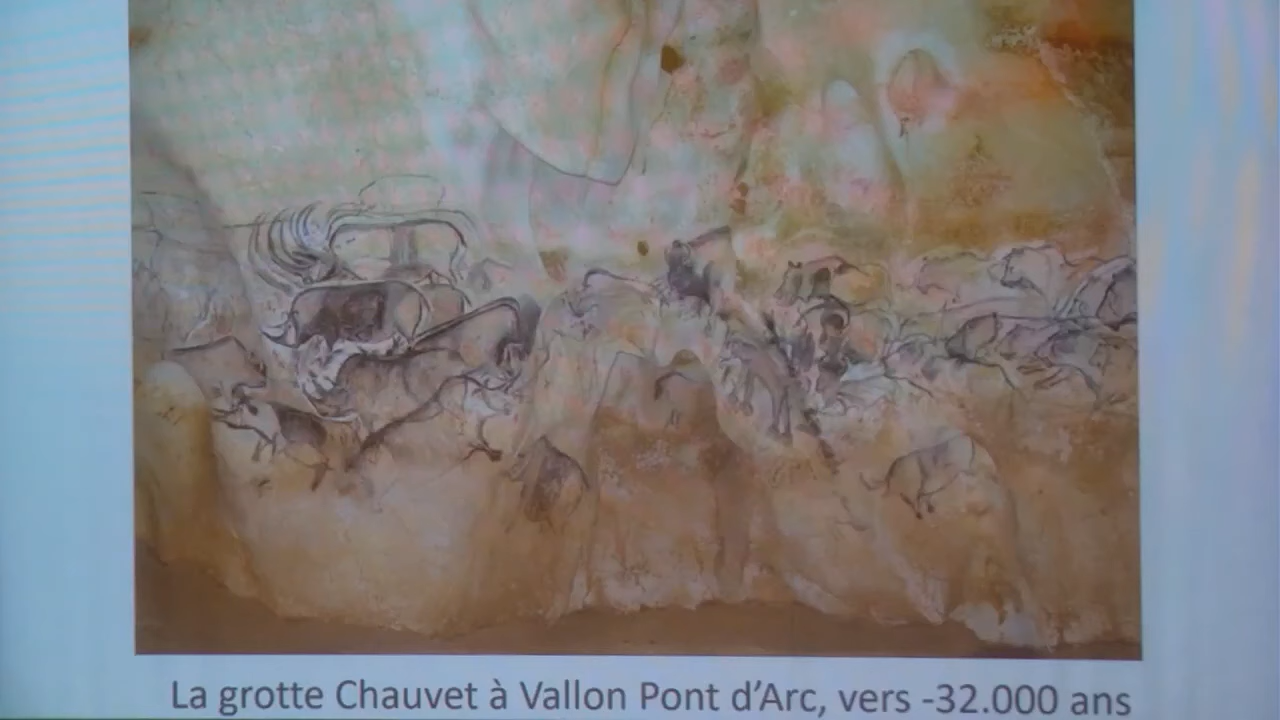 La grotte Chauvet à Vallon Pont d’Arc, vers -32.000 ans